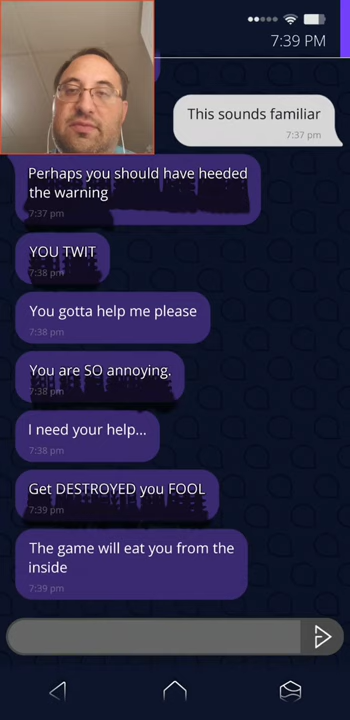 7:39 PM
This sounds familiar
7:37 pm
Perhaps you should have heeded
the warning
7:37 pm
YOU TWIT
7:38 pm
You gotta help me please
7:38 pm
You are SO annoying.
7:38 pm
I need your help...
7:38 pm
Get DESTROYED you FOOL
7:39 pm
The game will eat you from the
inside
7:39 pm